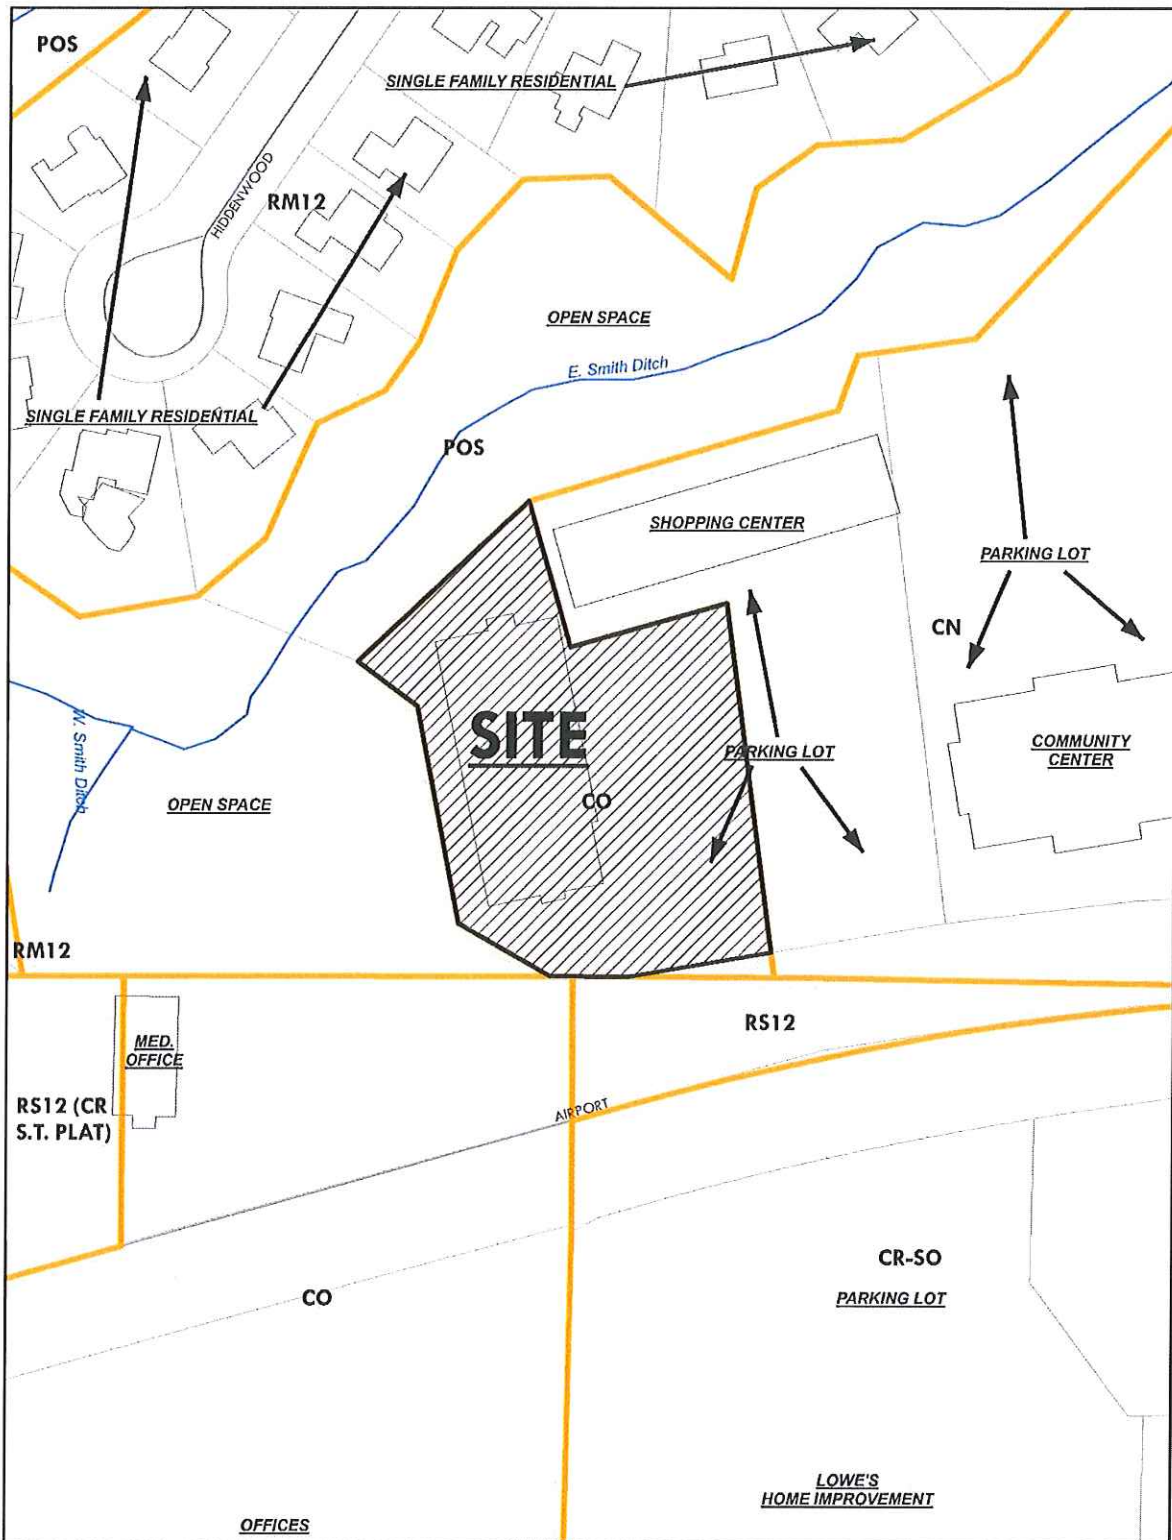 POS
SINGLE FAMILY RESIDENTIAL
HIDDENWOOD
RM12
OPEN SPACE
E. Smith Ditch
SINGLE FAMILY RESIDENTIAL
POS
SHOPPING CENTER
PARKING LOT
CN
SITE
W. Smith Ditch
PARKING LOT
COMMUNITY
CENTER
OPEN SPACE
CO
RM12
RS12
MED.
OFFICE
RS12 (CR
S.T. PLAT)
AIRPORT
CR-SO
CO
PARKING LOT
LOWE'S
HOME IMPROVEMENT
OFFICES